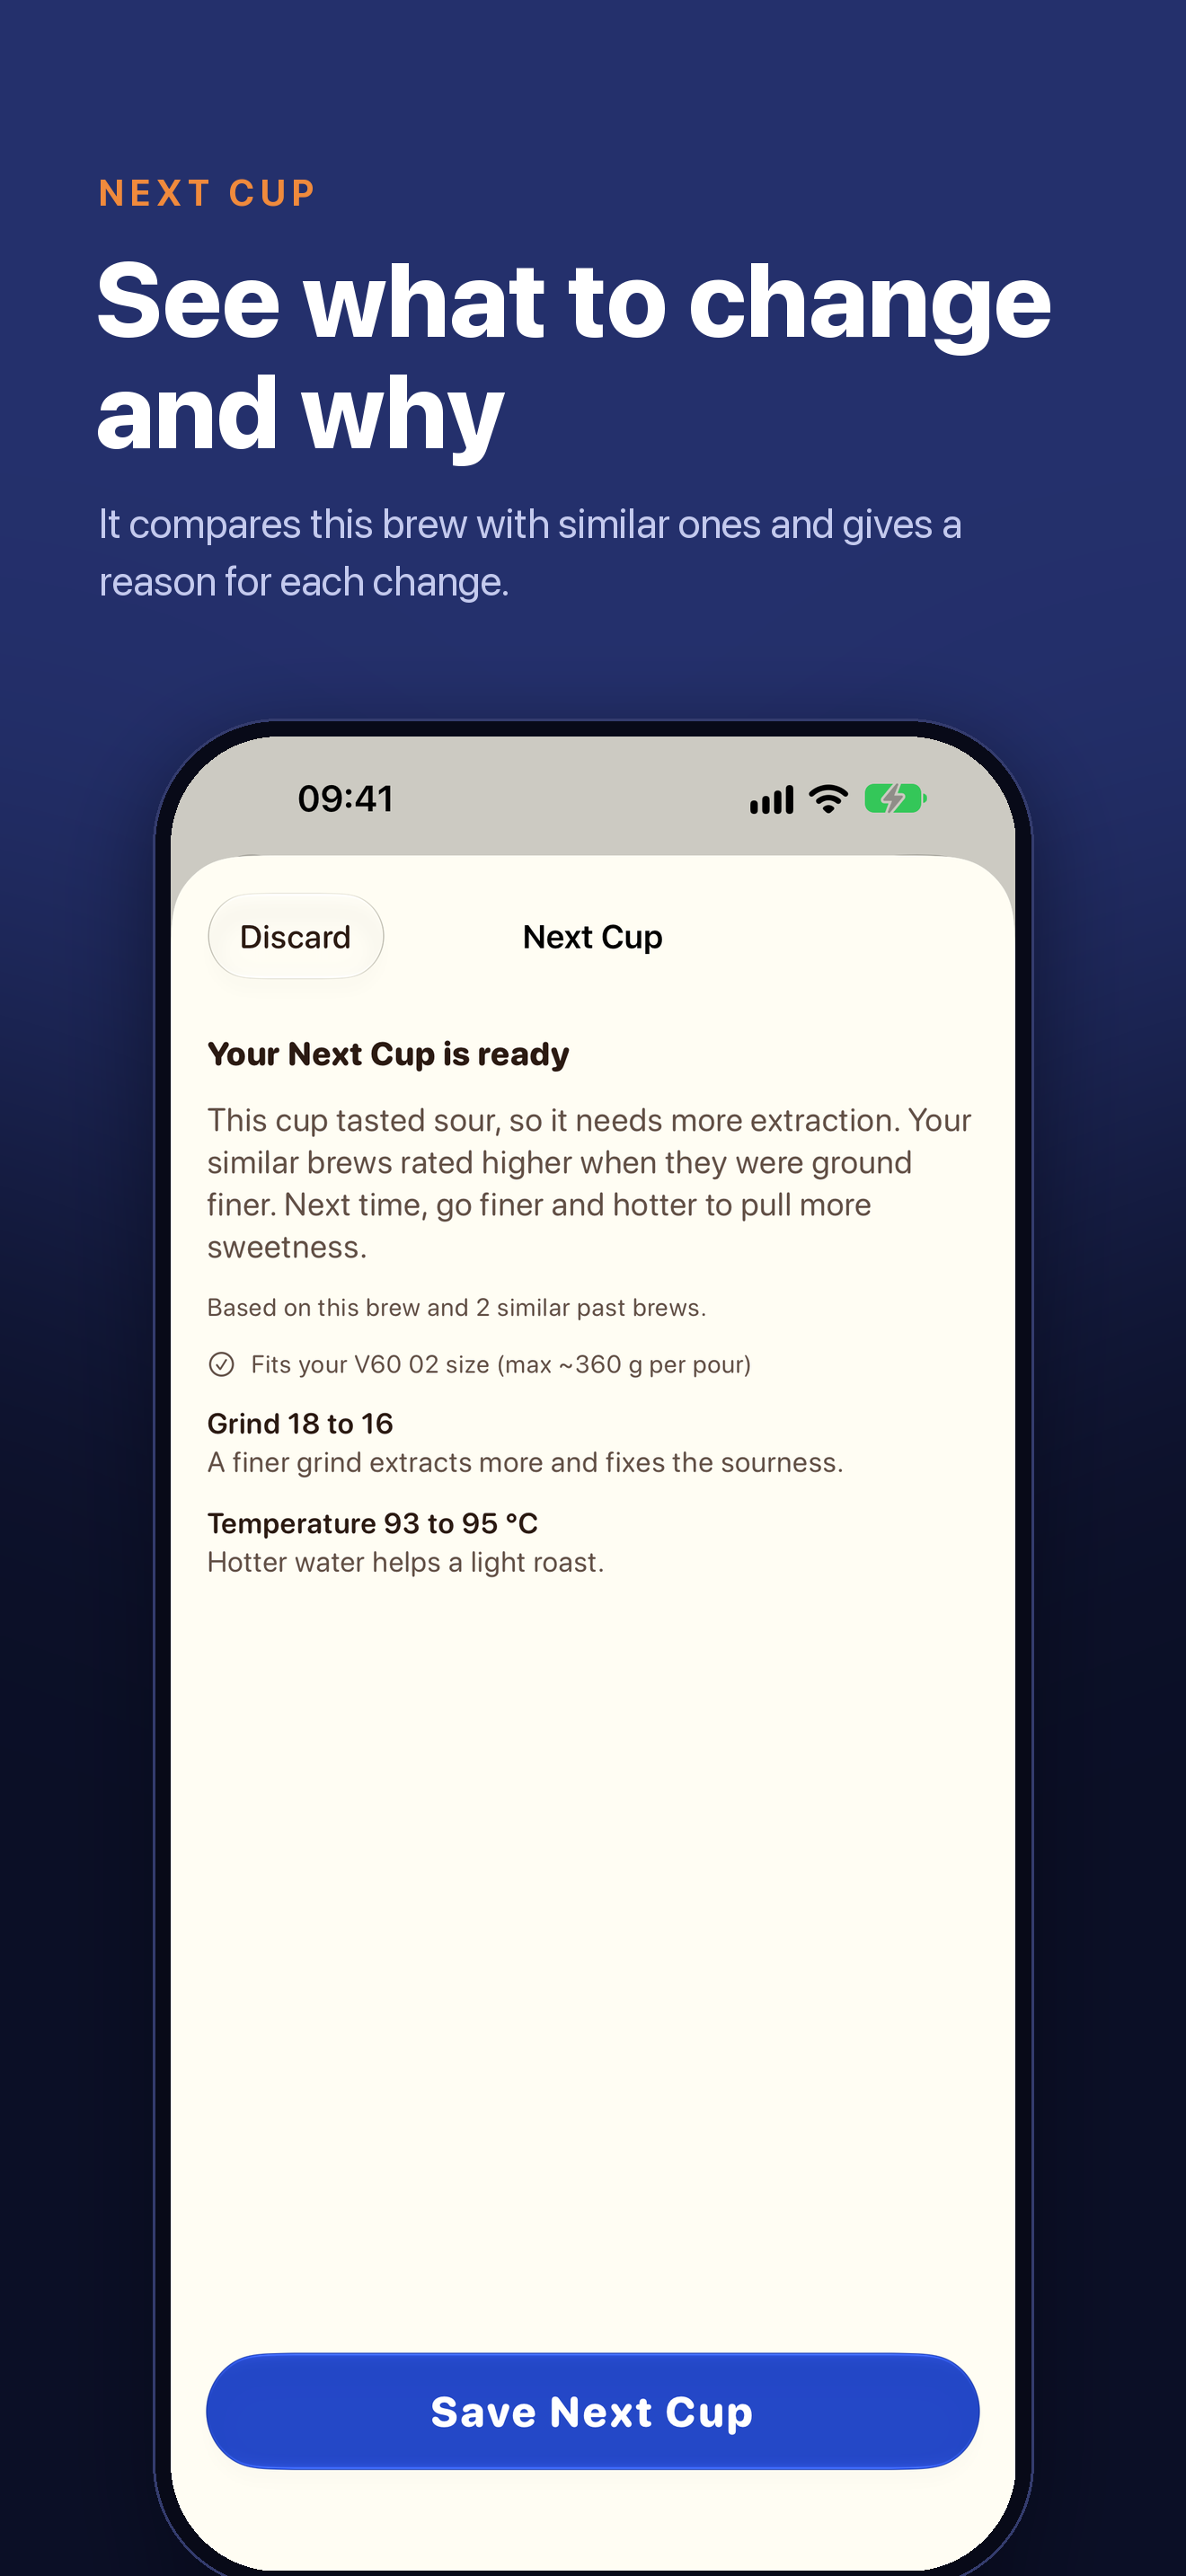 NEXT CUP
See what to change
and why
It compares this brew with similar ones and gives a
reason for each change.
09:41
Discard
Next Cup
Your Next Cup is ready
This cup tasted sour, so it needs more extraction. Your
similar brews rated higher when they were ground
finer. Next time, go finer and hotter to pull more
sweetness.
Based on this brew and 2 similar past brews.
Fits your V60 02 size (max ~360 g per pour)
Grind 18 to 16
A finer grind extracts more and fixes the sourness.
Temperature 93 to 95 °C
Hotter water helps a light roast.
Save Next Cup